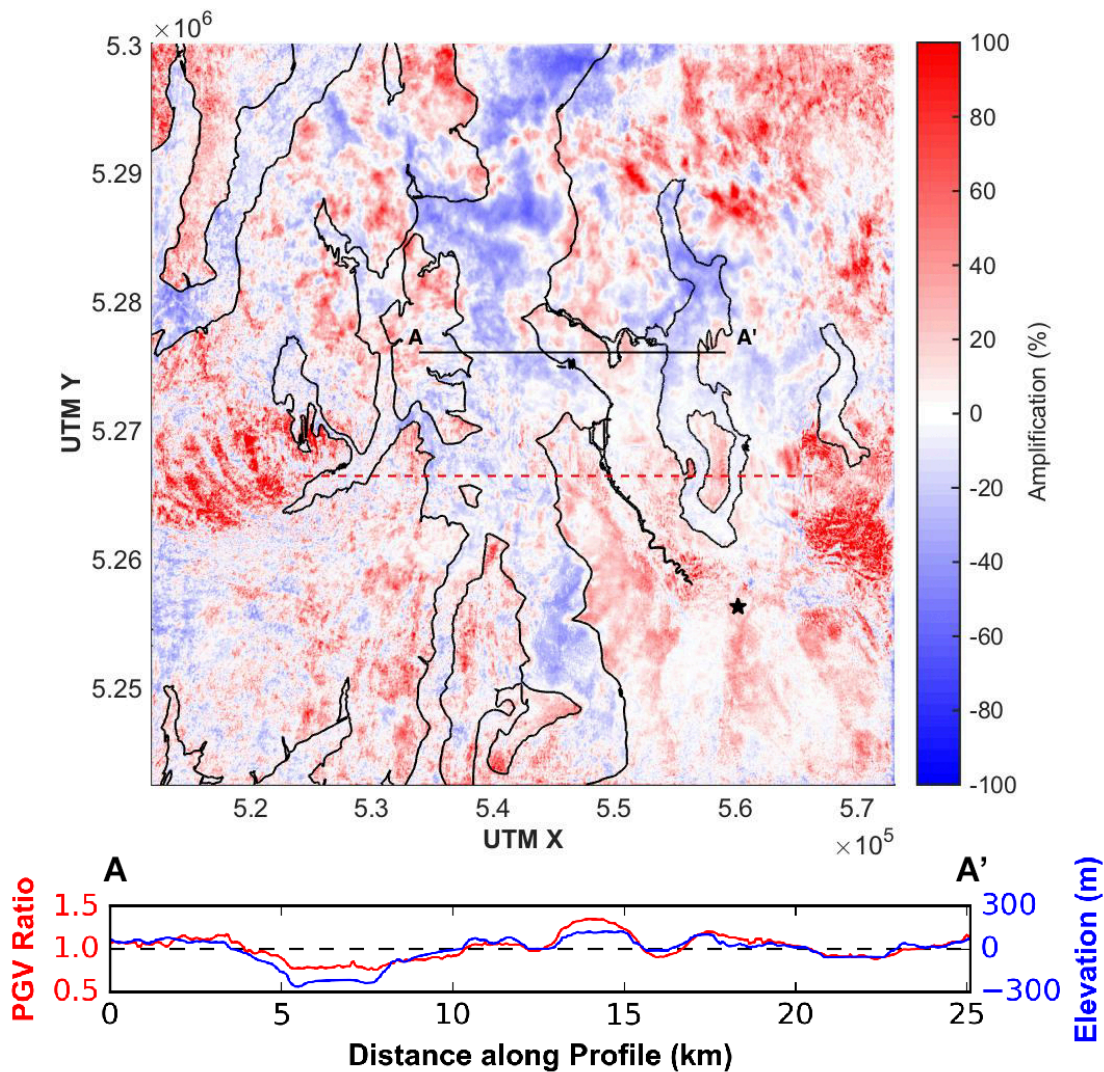 ×10⁶
5.3
5.29
5.28
5.27
5.26
5.25
UTM Y
A A'
5.2 5.3 5.4 5.5 5.6 5.7
UTM X
×10⁵
100
80
60
40
20
0
-20
-40
-60
-80
-100
Amplification (%)
A A’
1.5
1.0
0.5
PGV Ratio
300
0
−300
Elevation (m)
0 5 10 15 20 25
Distance along Profile (km)